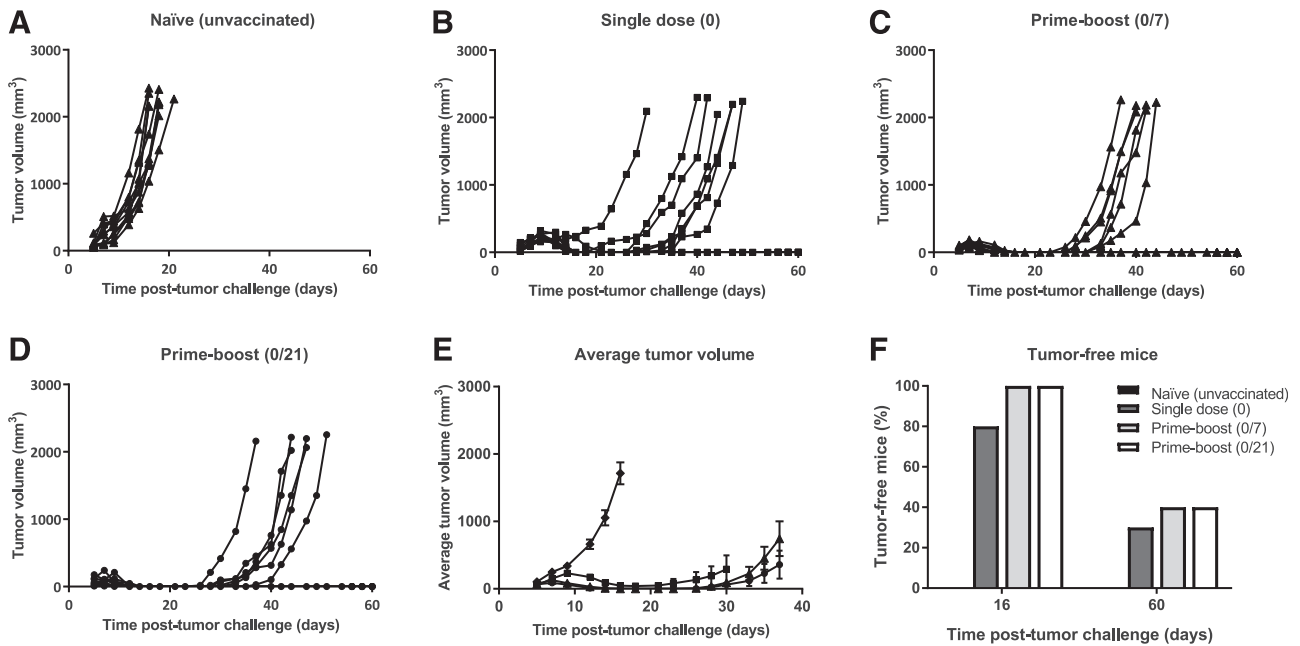 A
Naïve (unvaccinated)
Tumor volume (mm³)
3000
2000
1000
0
0 20 40 60
Time post-tumor challenge (days)
B
Single dose (0)
Tumor volume (mm³)
3000
2000
1000
0
0 20 40 60
Time post-tumor challenge (days)
C
Prime-boost (0/7)
Tumor volume (mm³)
3000
2000
1000
0
0 20 40 60
Time post-tumor challenge (days)
D
Prime-boost (0/21)
Tumor volume (mm³)
3000
2000
1000
0
0 20 40 60
Time post-tumor challenge (days)
E
Average tumor volume
Average tumor volume (mm³)
3000
2000
1000
0
0 10 20 30 40
Time post-tumor challenge (days)
F
Tumor-free mice
Tumor-free mice (%)
100
80
60
40
20
0
16 60
Time post-tumor challenge (days)
Naïve (unvaccinated)
Single dose (0)
Prime-boost (0/7)
Prime-boost (0/21)